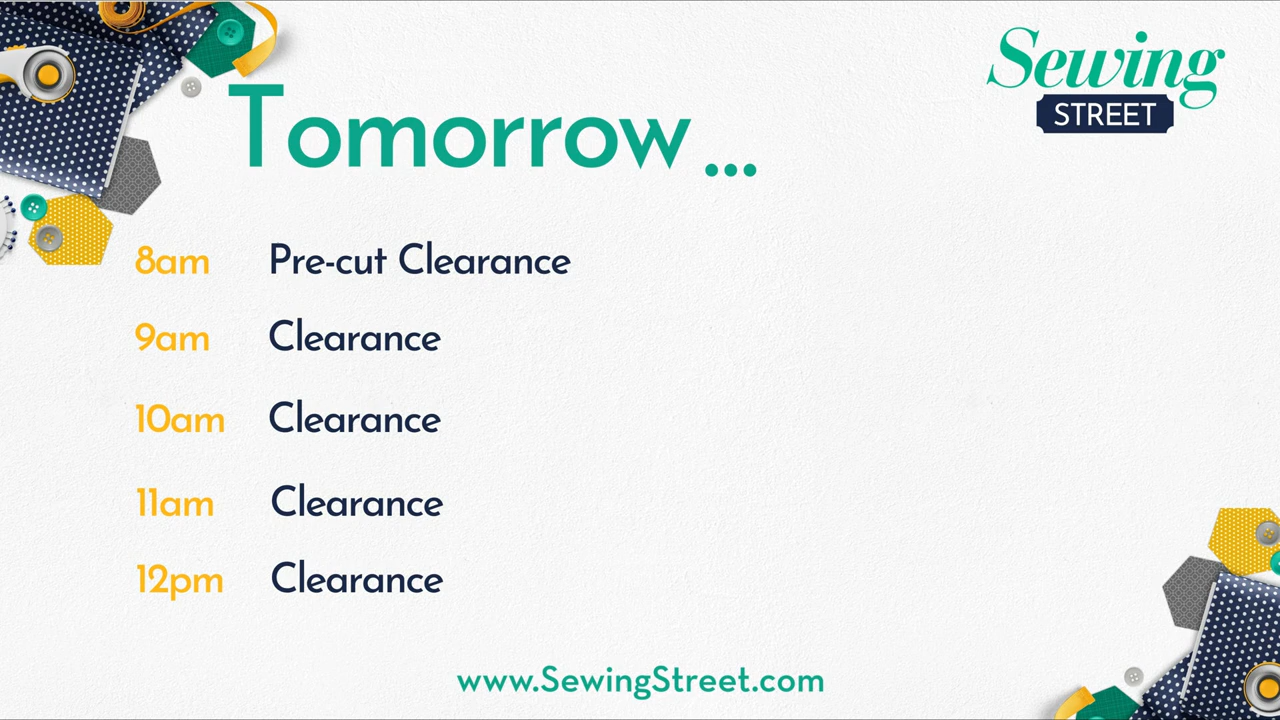 Sewing
STREET
Tomorrow...
8am Pre-cut Clearance
9am Clearance
10am Clearance
11am Clearance
12pm Clearance
www.SewingStreet.com